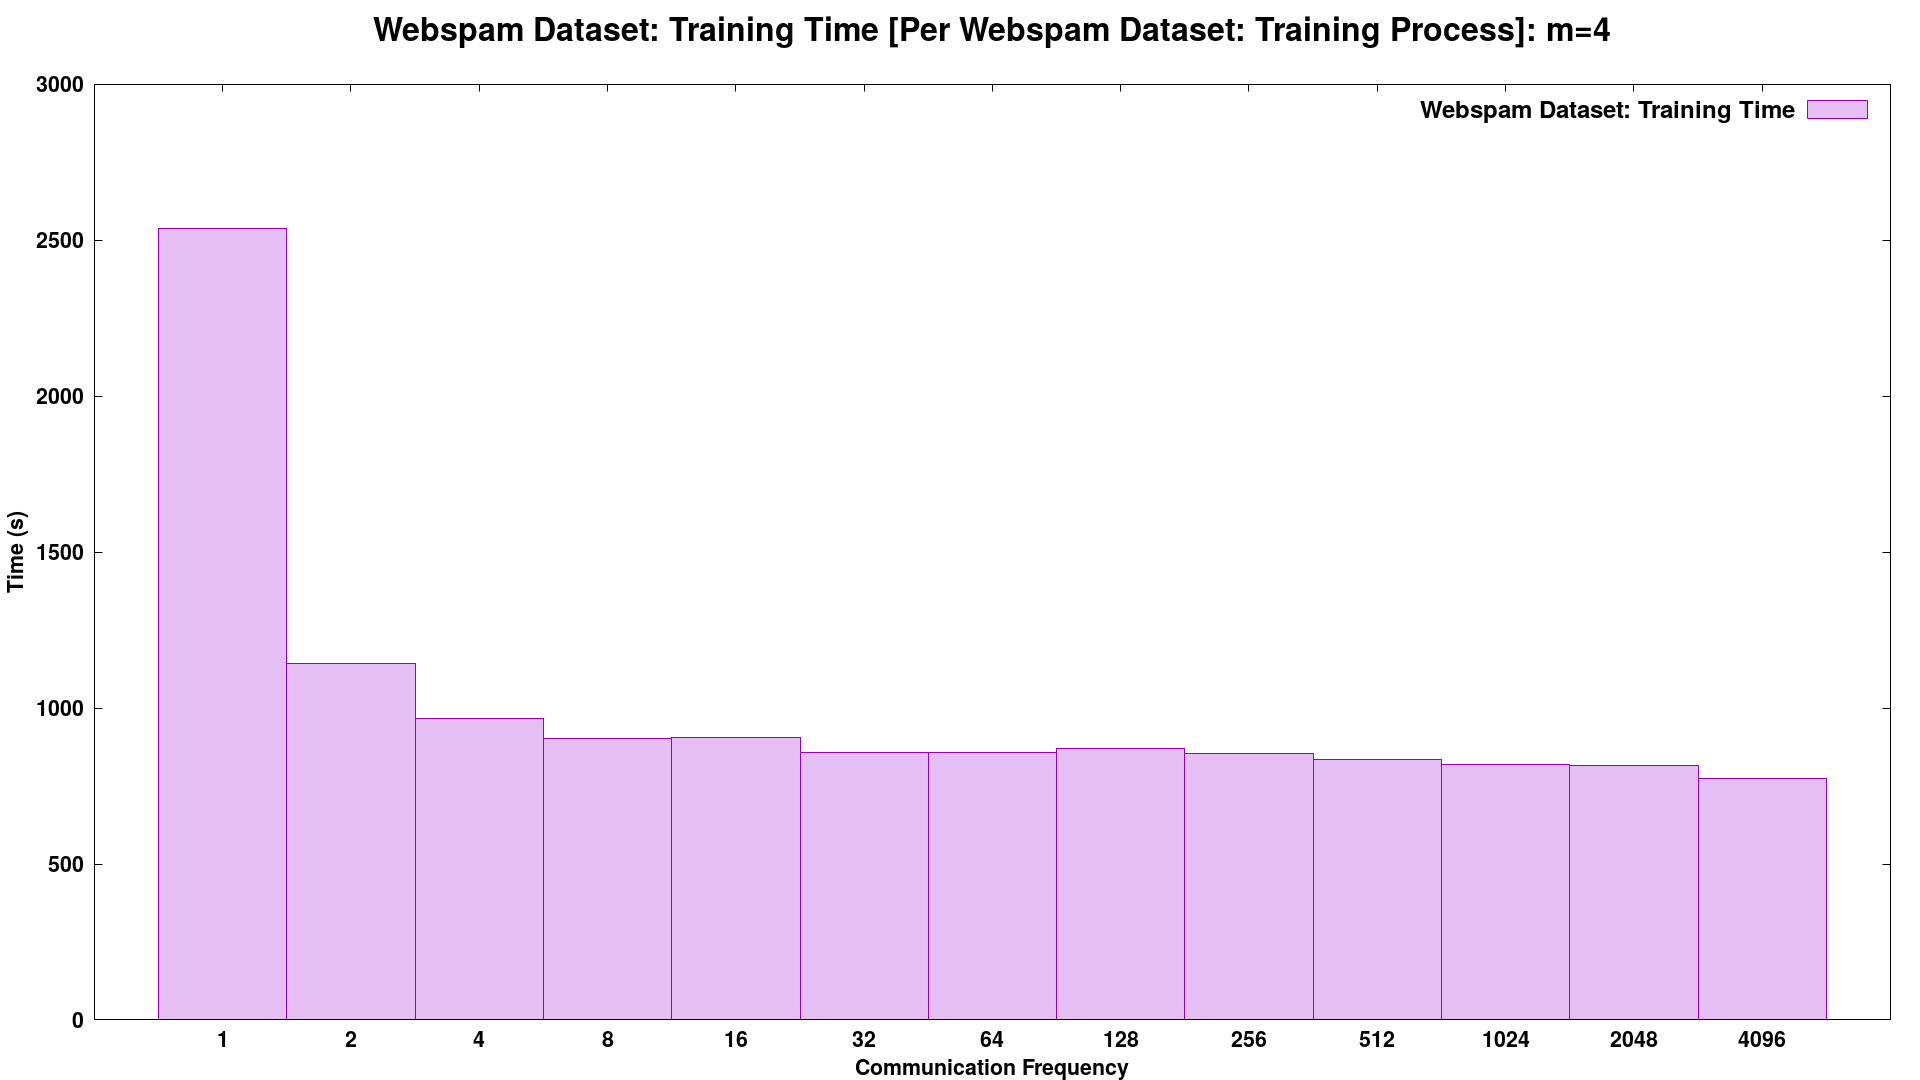 Webspam Dataset: Training Time [Per Webspam Dataset: Training Process]: m=4
Webspam Dataset: Training Time
3000
2500
2000
1500
1000
500
0
Time (s)
1 2 4 8 16 32 64 128 256 512 1024 2048 4096
Communication Frequency